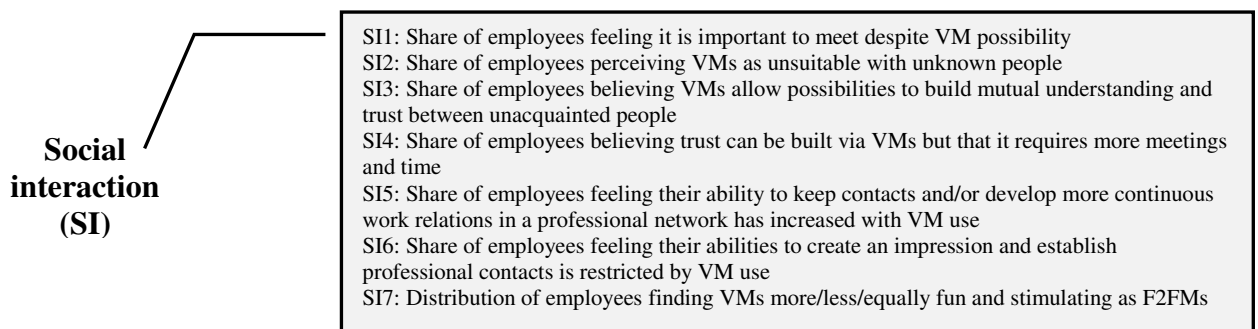 SI1: Share of employees feeling it is important to meet despite VM possibility
SI2: Share of employees perceiving VMs as unsuitable with unknown people
SI3: Share of employees believing VMs allow possibilities to build mutual understanding and
trust between unacquainted people
SI4: Share of employees believing trust can be built via VMs but that it requires more meetings
and time
SI5: Share of employees feeling their ability to keep contacts and/or develop more continuous
work relations in a professional network has increased with VM use
SI6: Share of employees feeling their abilities to create an impression and establish
professional contacts is restricted by VM use
SI7: Distribution of employees finding VMs more/less/equally fun and stimulating as F2FMs
Social
interaction
(SI)